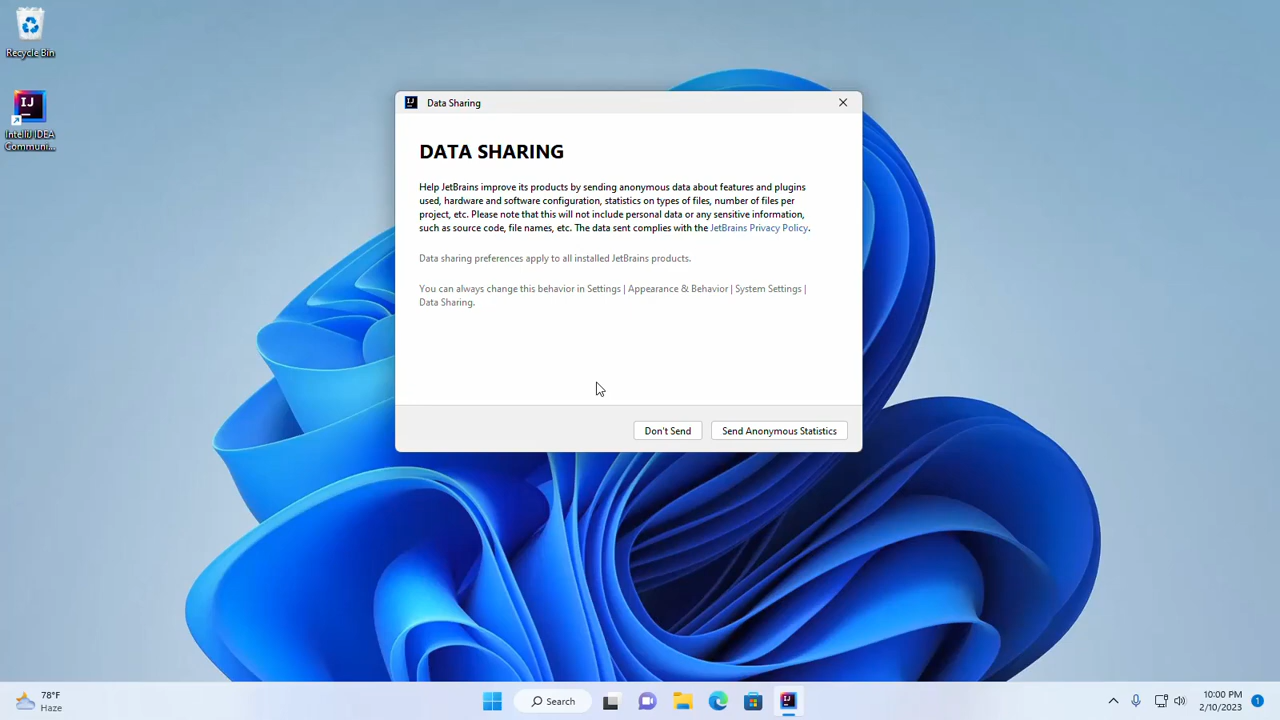 Recycle Bin
IJ
IntelliJ IDEA
Communi...
IJ
Data Sharing
DATA SHARING
Help JetBrains improve its products by sending anonymous data about features and plugins
used, hardware and software configuration, statistics on types of files, number of files per
project, etc. Please note that this will not include personal data or any sensitive information,
such as source code, file names, etc. The data sent complies with the JetBrains Privacy Policy.
Data sharing preferences apply to all installed JetBrains products.
You can always change this behavior in Settings | Appearance & Behavior | System Settings |
Data Sharing.
Don't Send
Send Anonymous Statistics
78°F
Haze
Search
IJ
10:00 PM
2/10/2023
1